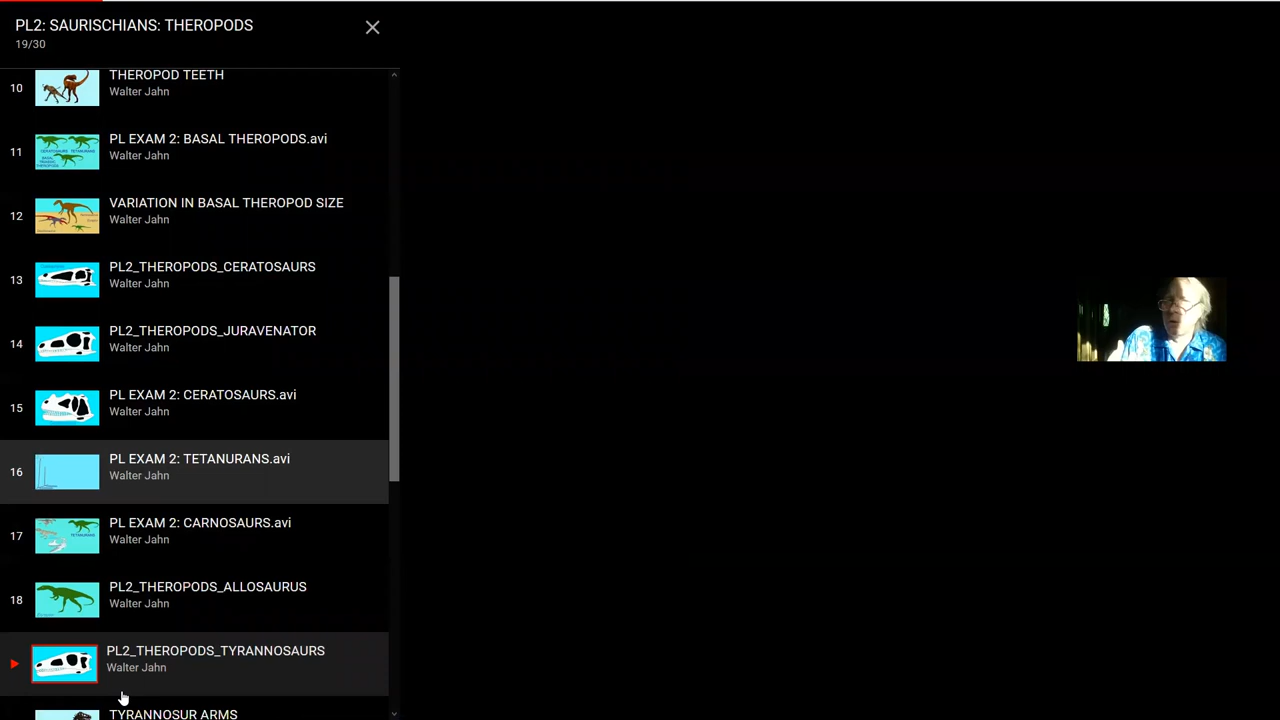 PL2: SAURISCHIANS: THEROPODS
19/30
10
THEROPOD TEETH
Walter Jahn
11
PL EXAM 2: BASAL THEROPODS.avi
Walter Jahn
12
VARIATION IN BASAL THEROPOD SIZE
Walter Jahn
13
PL2_THEROPODS_CERATOSAURS
Walter Jahn
14
PL2_THEROPODS_JURAVENATOR
Walter Jahn
15
PL EXAM 2: CERATOSAURS.avi
Walter Jahn
16
PL EXAM 2: TETANURANS.avi
Walter Jahn
17
PL EXAM 2: CARNOSAURS.avi
Walter Jahn
18
PL2_THEROPODS_ALLOSAURUS
Walter Jahn
PL2_THEROPODS_TYRANNOSAURS
Walter Jahn
TYRANNOSUR ARMS